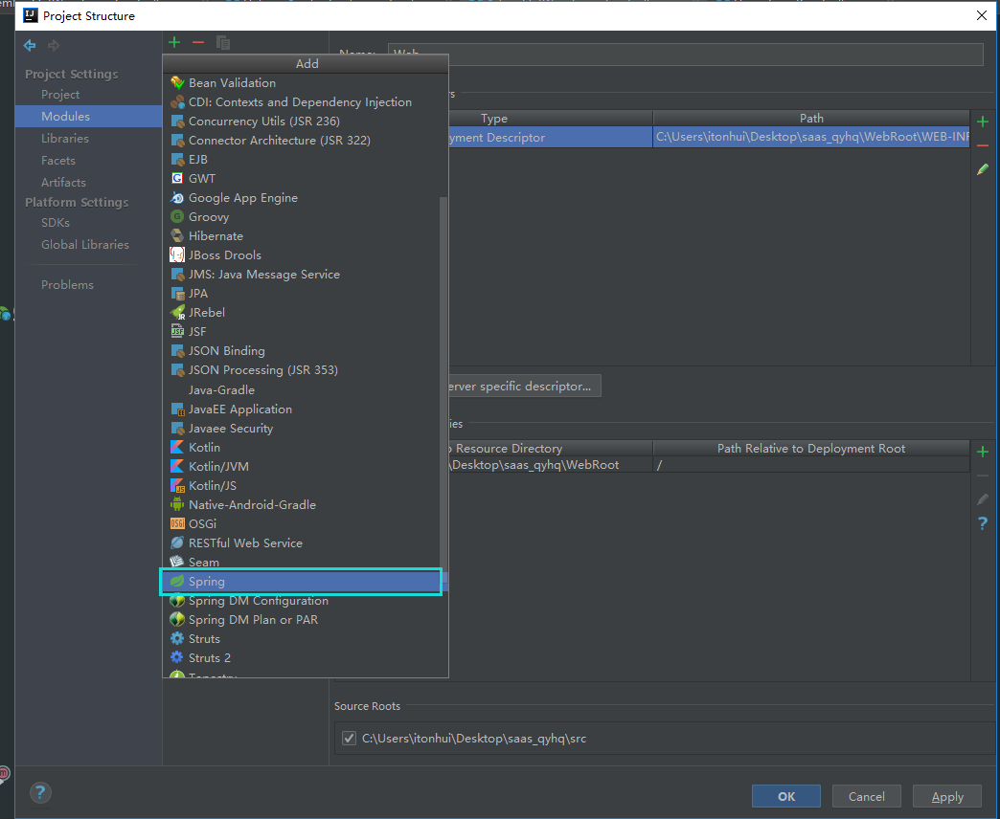 Project Structure
Project Settings
Project
Modules
Libraries
Facets
Artifacts
Platform Settings
SDKs
Global Libraries
Problems
Add
Bean Validation
CDI: Contexts and Dependency Injection
Concurrency Utils (JSR 236)
Connector Architecture (JSR 322)
EJB
GWT
Google App Engine
Groovy
Hibernate
JBoss Drools
JMS: Java Message Service
JPA
JRebel
JSF
JSON Binding
JSON Processing (JSR 353)
Java-Gradle
JavaEE Application
Javaee Security
Kotlin
Kotlin/JVM
Kotlin/JS
Native-Android-Gradle
OSGi
RESTful Web Service
Seam
Spring
Spring DM Configuration
Spring DM Plan or PAR
Struts
Struts 2
Tapestry
Name: Web
Type Path
yment Descriptor C:\Users\itonhui\Desktop\saas_qyhq\WebRoot\WEB-INF
erver specific descriptor...
ies
Resource Directory Path Relative to Deployment Root
\Desktop\saas_qyhq\WebRoot /
Source Roots
C:\Users\itonhui\Desktop\saas_qyhq\src
OK Cancel Apply